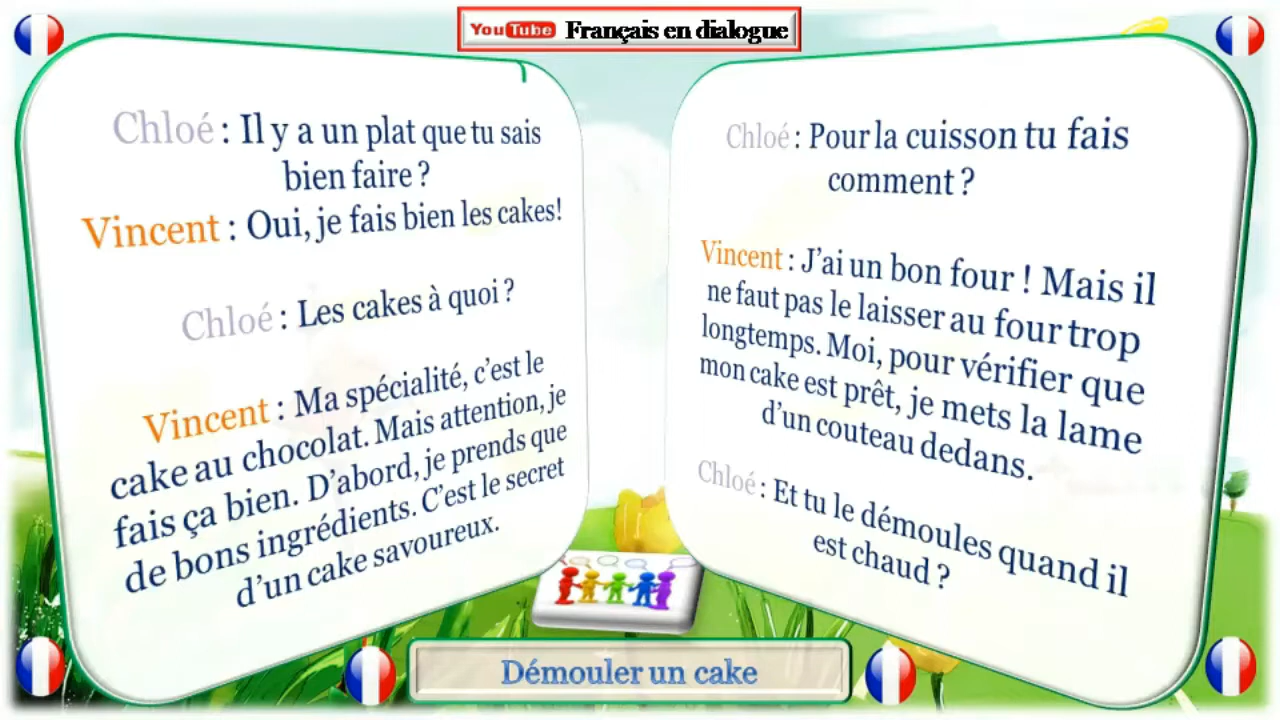 YouTube Français en dialogue
Chloé : Il y a un plat que tu sais
bien faire ?
Vincent : Oui, je fais bien les cakes!
Chloé : Les cakes à quoi ?
Vincent : Ma spécialité, c’est le
cake au chocolat. Mais attention, je
fais ça bien. D’abord, je prends que
de bons ingrédients. C’est le secret
d’un cake savoureux.
Chloé : Pour la cuisson tu fais
comment ?
Vincent : J’ai un bon four ! Mais il
ne faut pas le laisser au four trop
longtemps. Moi, pour vérifier que
mon cake est prêt, je mets la lame
d’un couteau dedans.
Chloé : Et tu le démoules quand il
est chaud ?
Démouler un cake